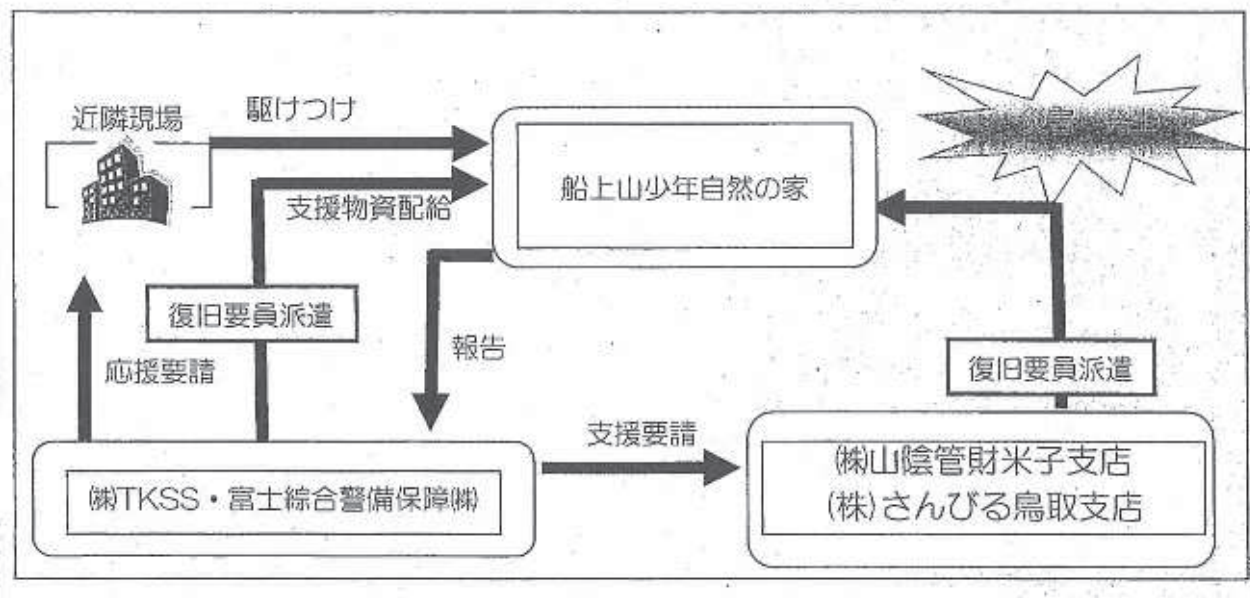 近隣現場
駆けつけ
船上山少年自然の家
支援物資配給
復旧要員派遣
応援要請
報告
復旧要員派遣
支援要請
㈱TKSS・富士綜合警備保障㈱
㈱山陰管財米子支店
(株)さんびる鳥取支店